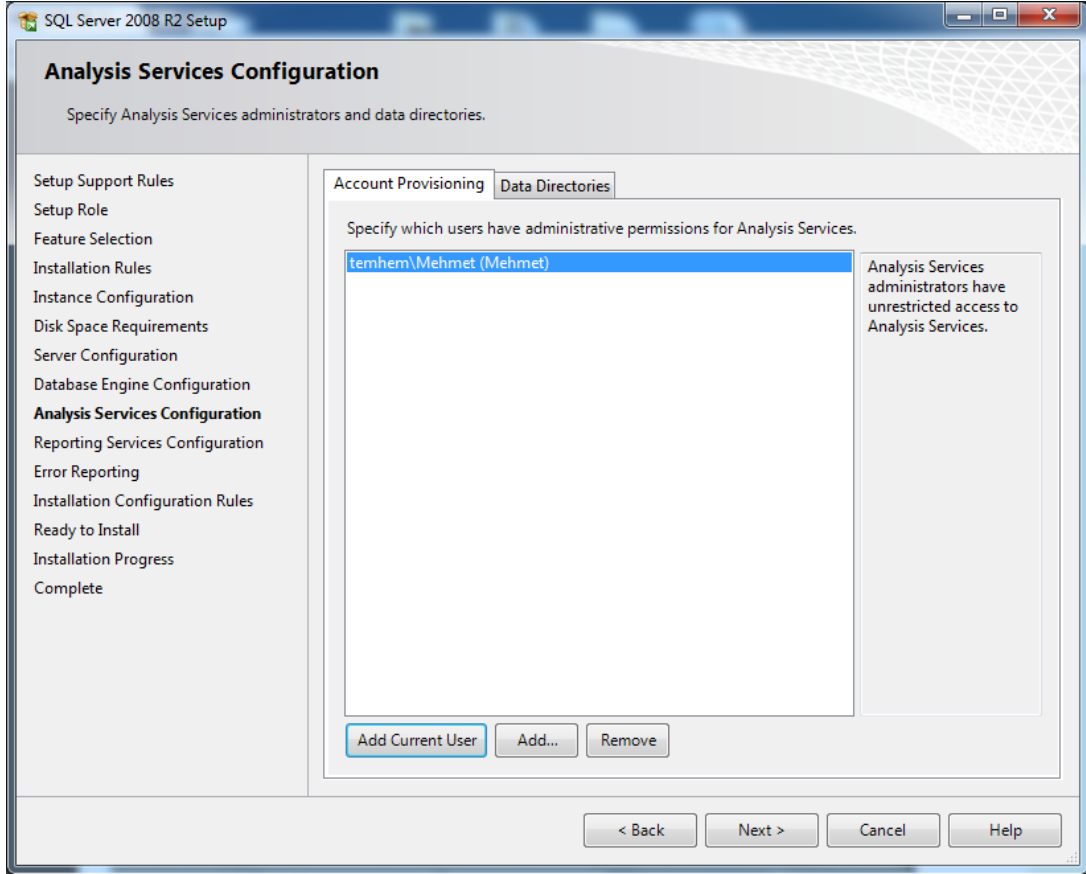 SQL Server 2008 R2 Setup
Analysis Services Configuration
Specify Analysis Services administrators and data directories.
Setup Support Rules
Setup Role
Feature Selection
Installation Rules
Instance Configuration
Disk Space Requirements
Server Configuration
Database Engine Configuration
Analysis Services Configuration
Reporting Services Configuration
Error Reporting
Installation Configuration Rules
Ready to Install
Installation Progress
Complete
Account Provisioning
Data Directories
Specify which users have administrative permissions for Analysis Services.
temhem\Mehmet (Mehmet)
Analysis Services
administrators have
unrestricted access to
Analysis Services.
Add Current User
Add...
Remove
< Back
Next >
Cancel
Help